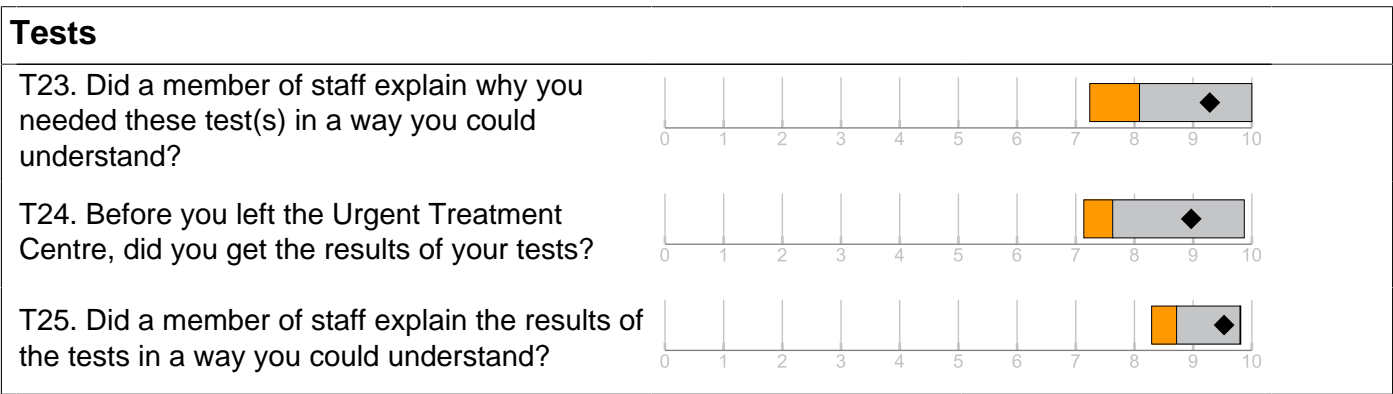 Tests
T23. Did a member of staff explain why you
needed these test(s) in a way you could
understand?
0 1 2 3 4 5 6 7 8 9 10
T24. Before you left the Urgent Treatment
Centre, did you get the results of your tests?
0 1 2 3 4 5 6 7 8 9 10
T25. Did a member of staff explain the results of
the tests in a way you could understand?
0 1 2 3 4 5 6 7 8 9 10